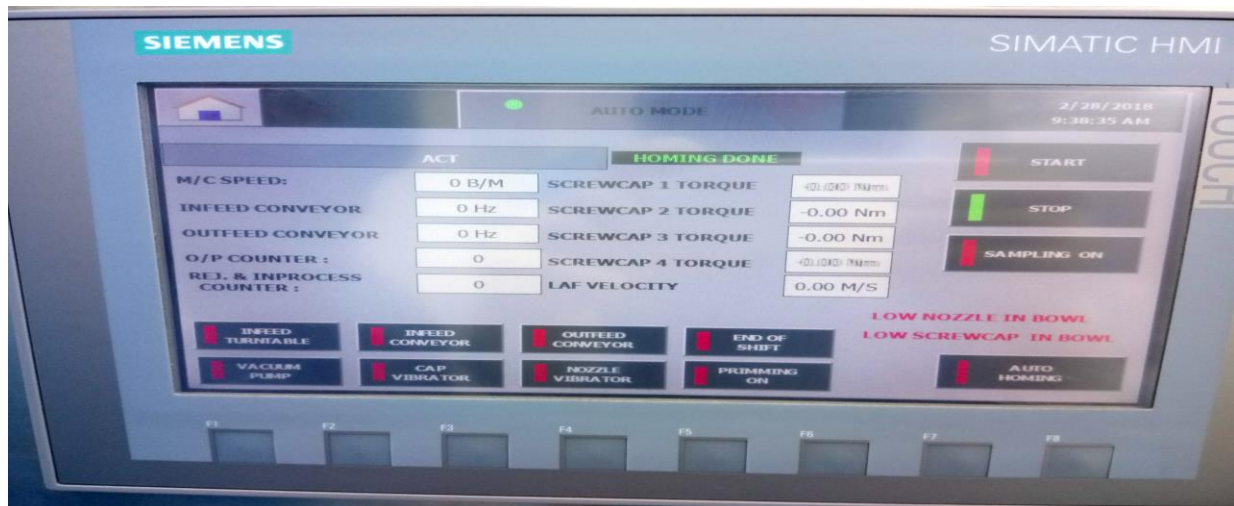 SIEMENS
SIMATIC HMI
TOUCH
AUTO MODE
2/28/2018
9:38:35 AM
ACT
HOMING DONE
START
M/C SPEED:
0 B/M
SCREWCAP 1 TORQUE
INFEED CONVEYOR
0 Hz
SCREWCAP 2 TORQUE
-0.00 Nm
STOP
OUTFEED CONVEYOR
0 Hz
SCREWCAP 3 TORQUE
-0.00 Nm
O/P COUNTER :
0
SCREWCAP 4 TORQUE
SAMPLING ON
REJ. & INPROCESS
COUNTER :
0
LAF VELOCITY
0.00 M/S
LOW NOZZLE IN BOWL
LOW SCREWCAP IN BOWL
INFEED
TURNTABLE
INFEED
CONVEYOR
OUTFEED
CONVEYOR
END OF
SHIFT
VACUUM
PUMP
CAP
VIBRATOR
NOZZLE
VIBRATOR
PRIMMING
ON
AUTO
HOMING
F1
F2
F3
F4
F5
F6
F7
F8